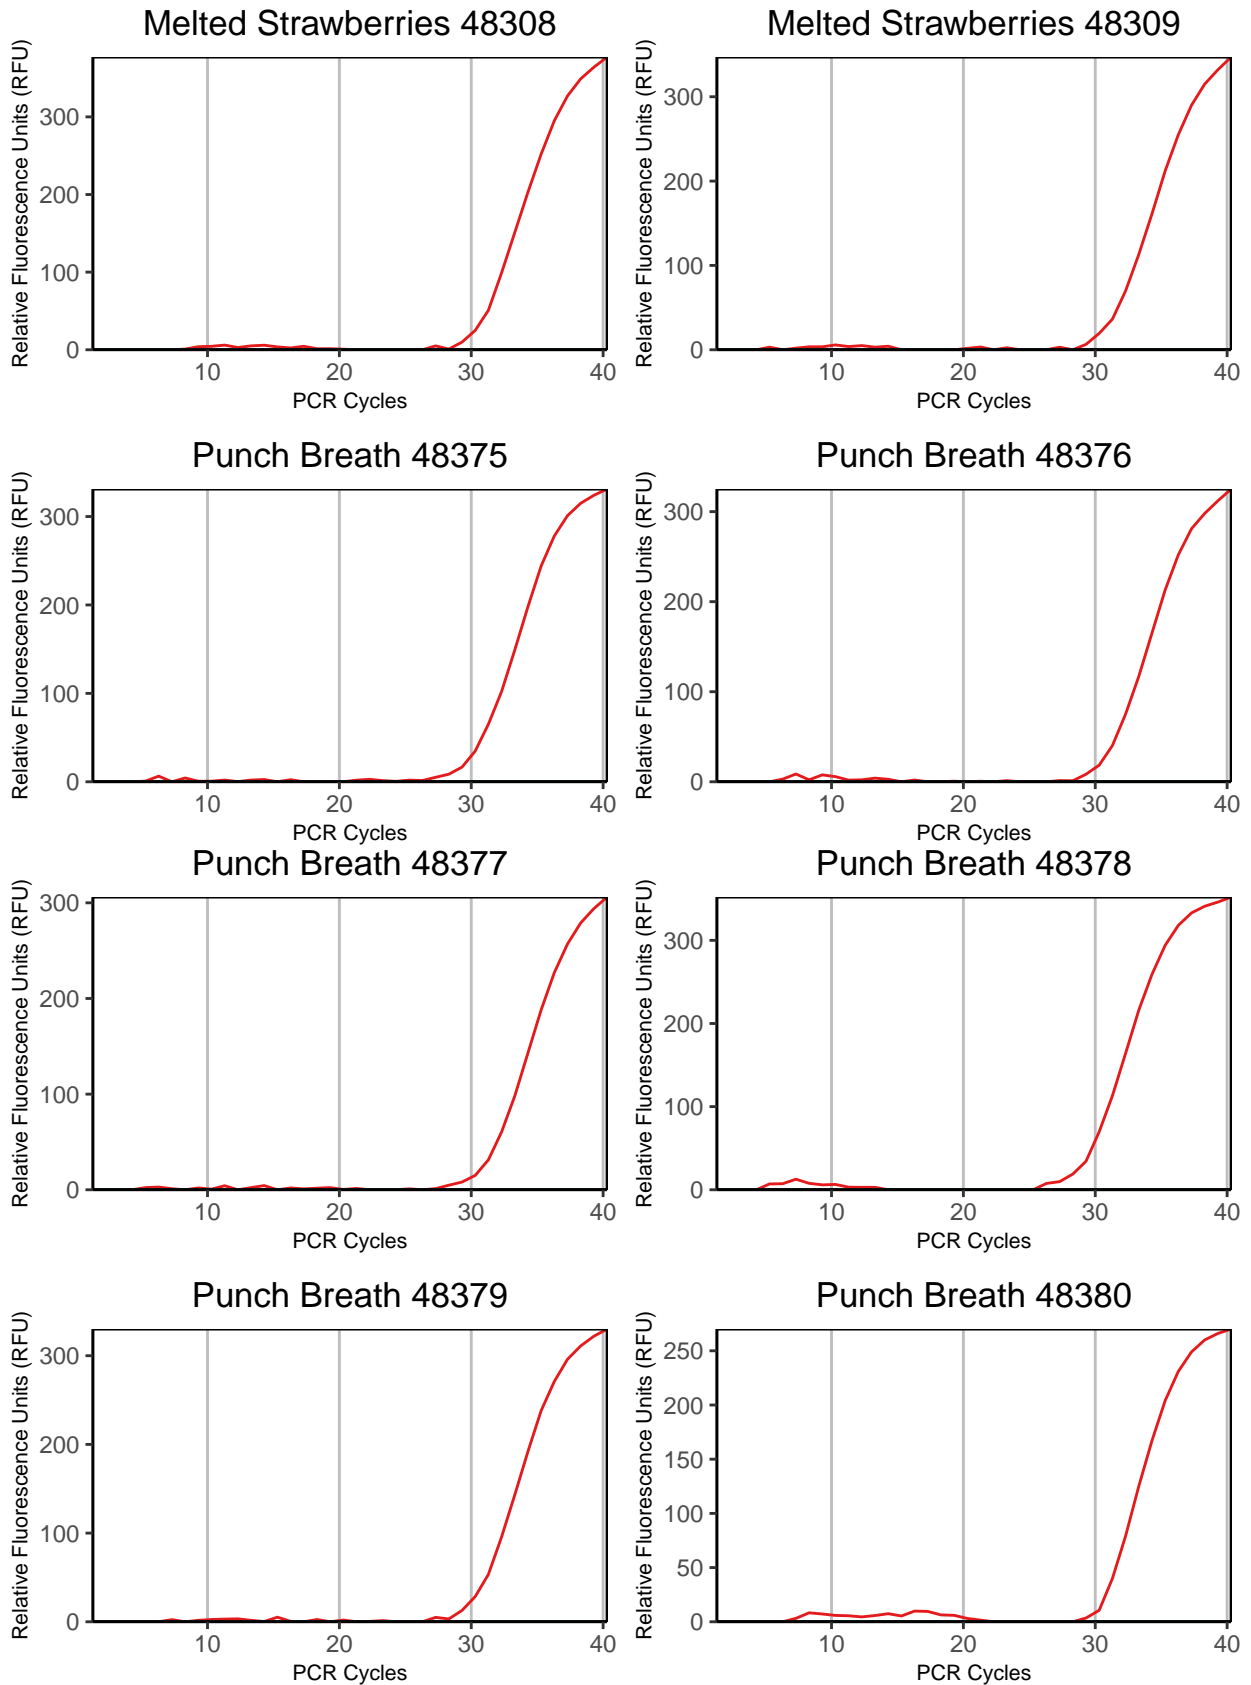 Melted Strawberries 48308
Relative Fluorescence Units (RFU)
300
200
100
0
10 20 30 40
PCR Cycles
Melted Strawberries 48309
Relative Fluorescence Units (RFU)
300
200
100
0
10 20 30 40
PCR Cycles
Punch Breath 48375
Relative Fluorescence Units (RFU)
300
200
100
0
10 20 30 40
PCR Cycles
Punch Breath 48376
Relative Fluorescence Units (RFU)
300
200
100
0
10 20 30 40
PCR Cycles
Punch Breath 48377
Relative Fluorescence Units (RFU)
300
200
100
0
10 20 30 40
PCR Cycles
Punch Breath 48378
Relative Fluorescence Units (RFU)
300
200
100
0
10 20 30 40
PCR Cycles
Punch Breath 48379
Relative Fluorescence Units (RFU)
300
200
100
0
10 20 30 40
PCR Cycles
Punch Breath 48380
Relative Fluorescence Units (RFU)
250
200
150
100
50
0
10 20 30 40
PCR Cycles